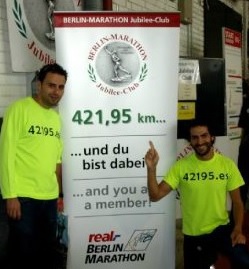 BERLIN-MARATHON Jubilee-Club
BERLIN-MARATHON
Jubilee-Club
421,95 km...
...und du
bist dabei
...and you a
a member!
real,-
BERLIN
MARATHON
42195.es
42195.es